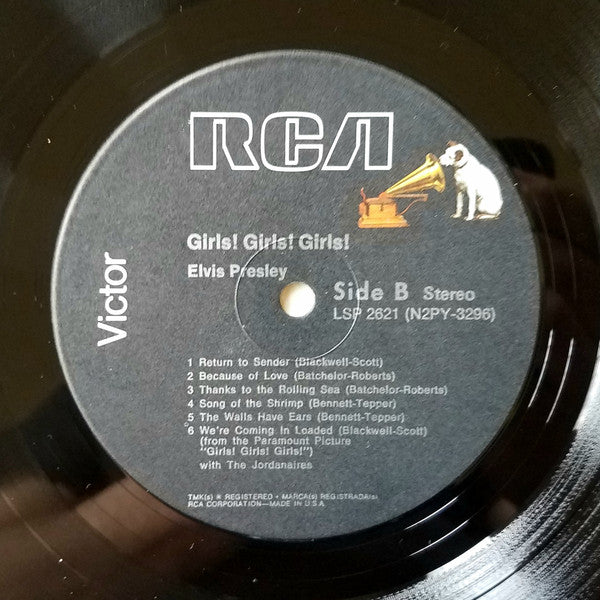 RCA
Victor
Girls! Girls! Girls!
Elvis Presley
Side B Stereo
LSP 2621 (N2PY-3296)
1 Return to Sender (Blackwell-Scott)
2 Because of Love (Batchelor-Roberts)
3 Thanks to the Rolling Sea (Batchelor-Roberts)
4 Song of the Shrimp (Bennett-Tepper)
5 The Walls Have Ears (Bennett-Tepper)
6 We're Coming In Loaded (Blackwell-Scott)
(from the Paramount Picture
"Girls! Girls! Girls!")
with The Jordanaires
TMK(s) ® REGISTERED • MARCA(s) REGISTRADA(s)
RCA CORPORATION—MADE IN U.S.A.